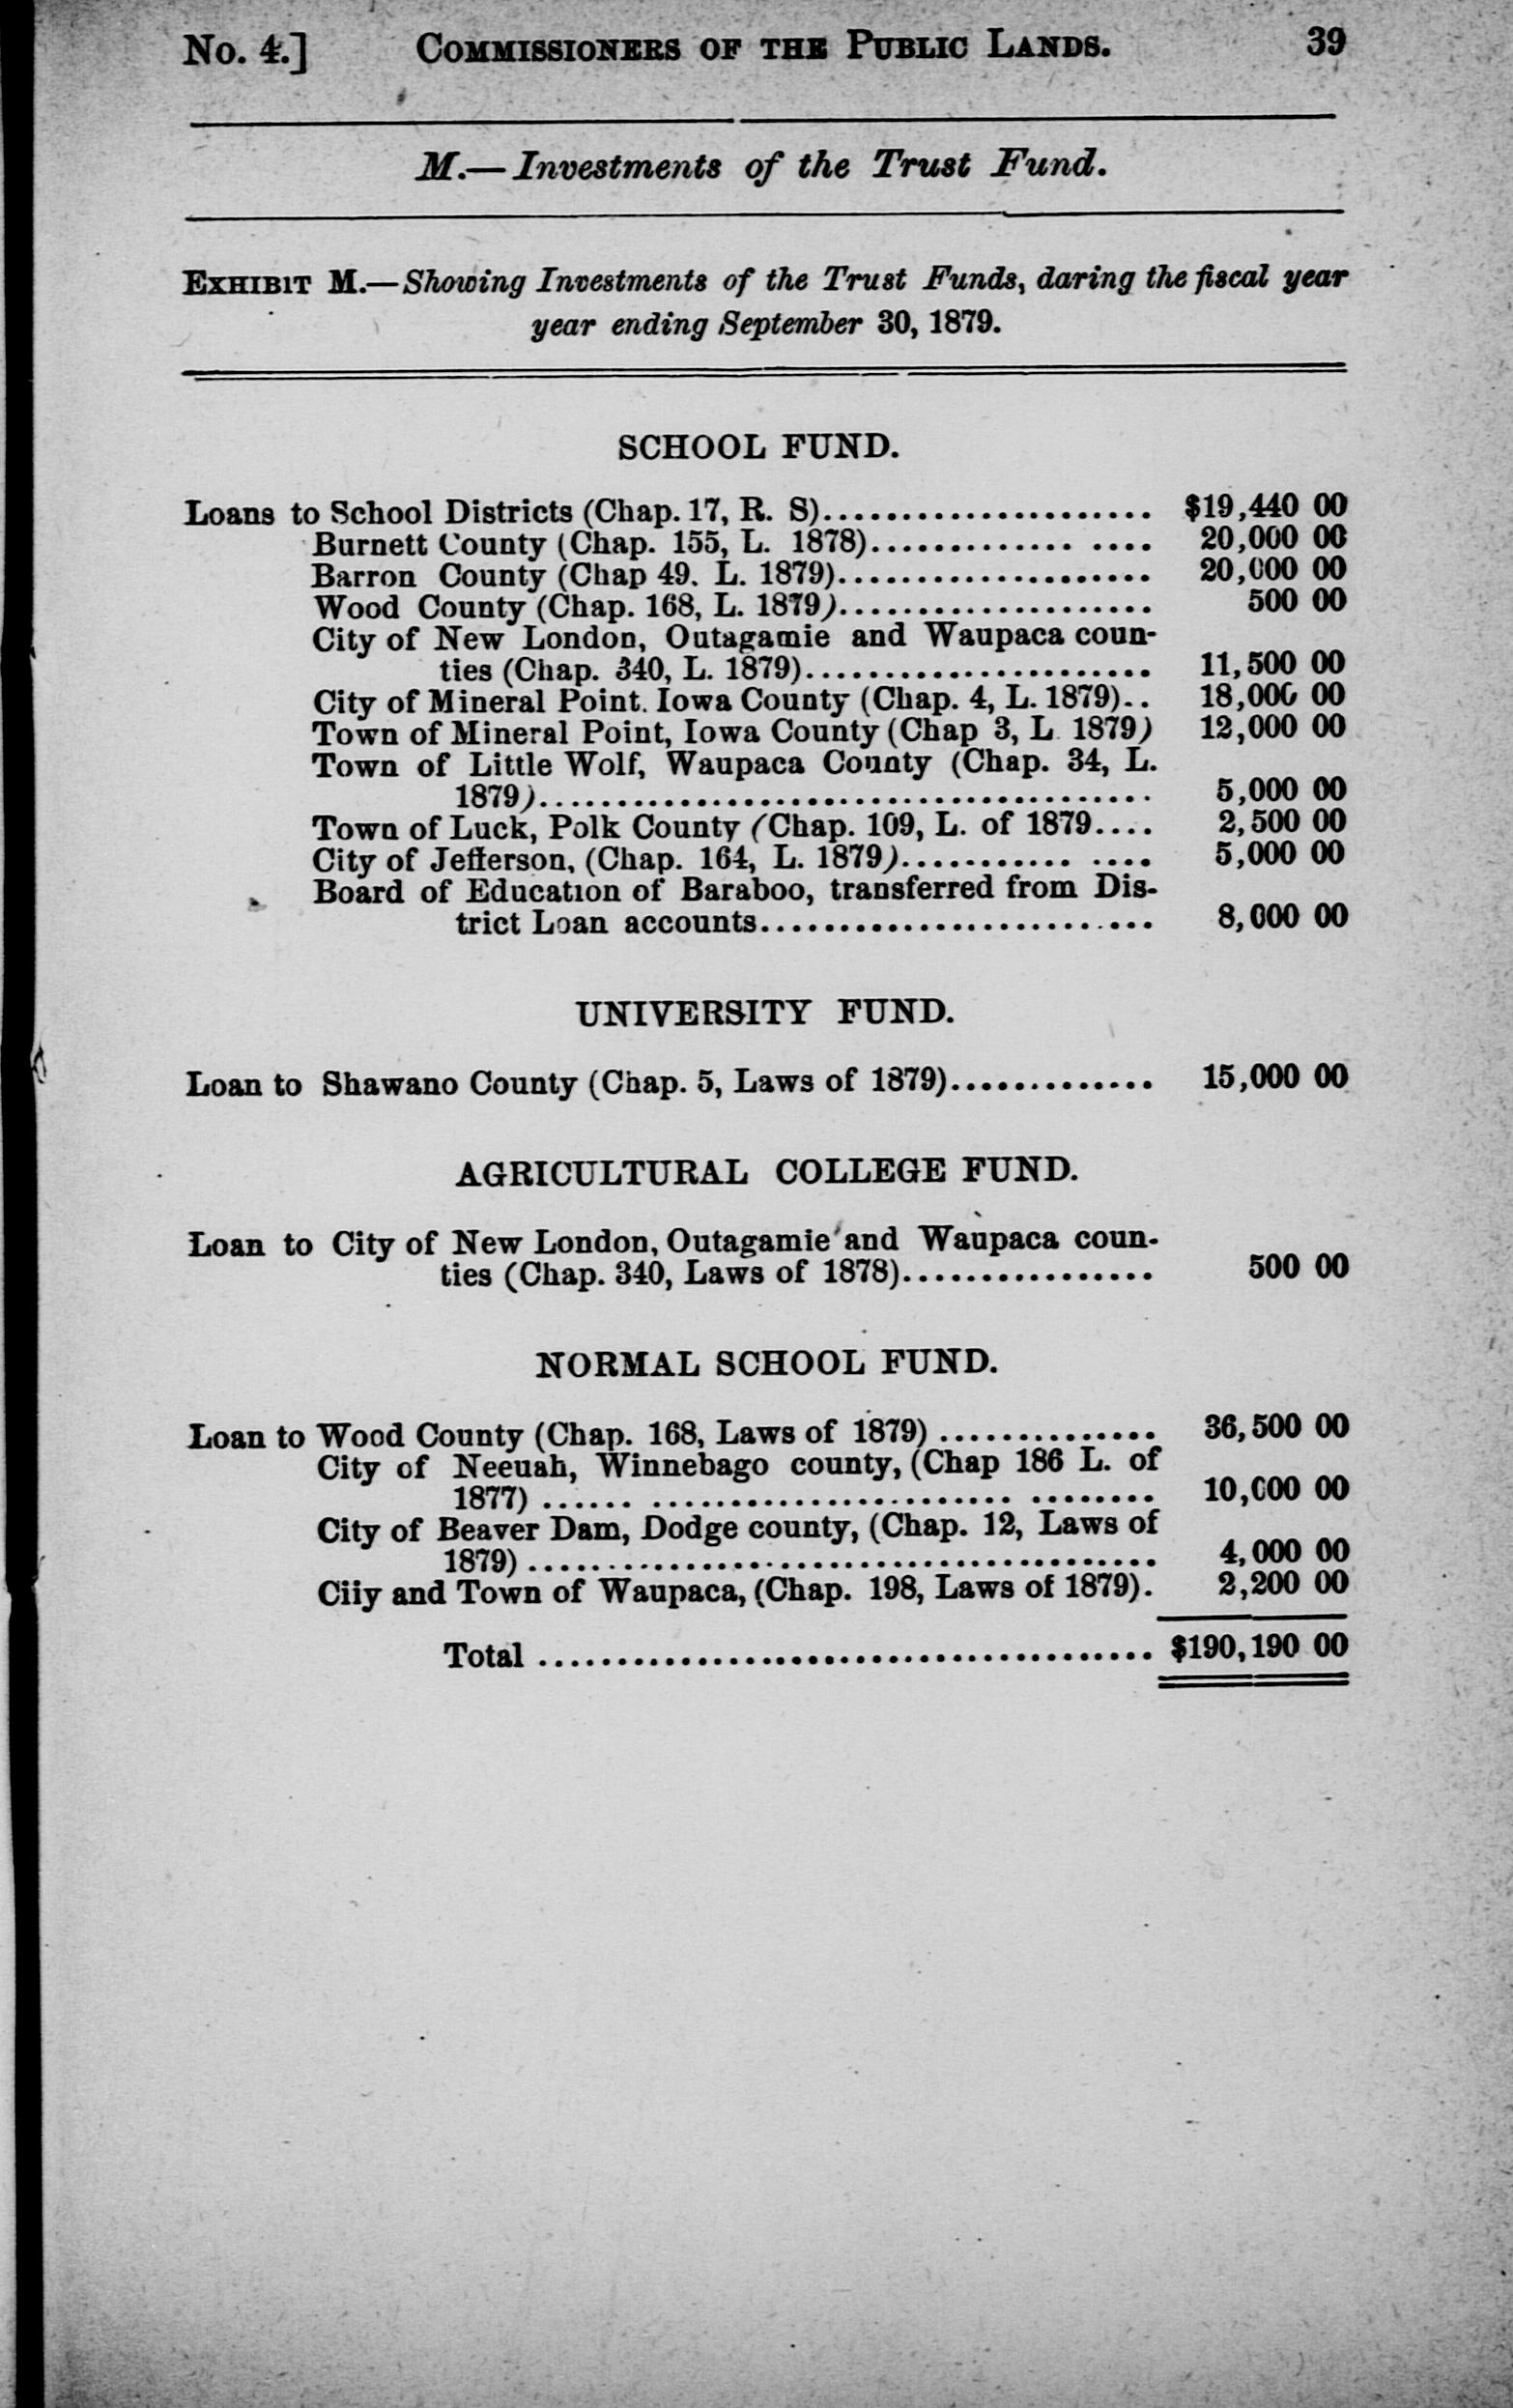 No. 4.] COMMISSIONERS OF THE PUBLIC LANDS. 39
M.—Investments of the Trust Fund.
EXHIBIT M.—Showing Investments of the Trust Funds, daring the fiscal year
year ending September 30, 1879.
SCHOOL FUND.
Loans to School Districts (Chap. 17, R. S)...................... $19,440 00
Burnett County (Chap. 155, L. 1878)............. .... 20,000 00
Barron County (Chap 49. L. 1879).................... 20,000 00
Wood County (Chap. 168, L. 1879).................... 500 00
City of New London, Outagamie and Waupaca coun-
ties (Chap. 340, L. 1879)...................... 11,500 00
City of Mineral Point. Iowa County (Chap. 4, L. 1879).. 18,000 00
Town of Mineral Point, Iowa County (Chap 3, L 1879) 12,000 00
Town of Little Wolf, Waupaca County (Chap. 34, L.
1879)....................................... 5,000 00
Town of Luck, Polk County (Chap. 109, L. of 1879.... 2,500 00
City of Jefferson, (Chap. 164, L. 1879)........... .... 5,000 00
Board of Education of Baraboo, transferred from Dis-
trict Loan accounts......................... 8,000 00
UNIVERSITY FUND.
Loan to Shawano County (Chap. 5, Laws of 1879)............. 15,000 00
AGRICULTURAL COLLEGE FUND.
Loan to City of New London, Outagamie and Waupaca coun-
ties (Chap. 340, Laws of 1878)................ 500 00
NORMAL SCHOOL FUND.
Loan to Wood County (Chap. 168, Laws of 1879) .............. 36,500 00
City of Neeuah, Winnebago county, (Chap 186 L. of
1877) ...... ....................... ........ 10,000 00
City of Beaver Dam, Dodge county, (Chap. 12, Laws of
1879) ........................................ 4,000 00
Ciiy and Town of Waupaca, (Chap. 198, Laws of 1879). 2,200 00
Total ....................................... $190,190 00